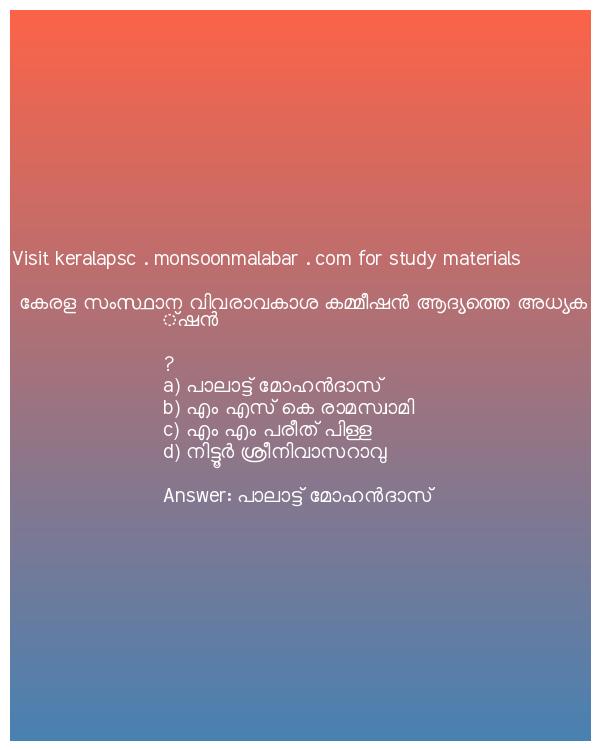 Visit keralapsc . monsoonmalabar . com for study materials
കേരള സംസ്ഥാന വിവരാവകാശ കമ്മീഷൻ ആദ്യത്തെ അധ്യക
്ഷൻ
?
a) പാലാട്ട് മോഹൻദാസ്
b) എം എസ് കെ രാമസ്വാമി
c) എം എം പരീത് പിള്ള
d) നിട്ടൂർ ശ്രീനിവാസറാവു
Answer: പാലാട്ട് മോഹൻദാസ്